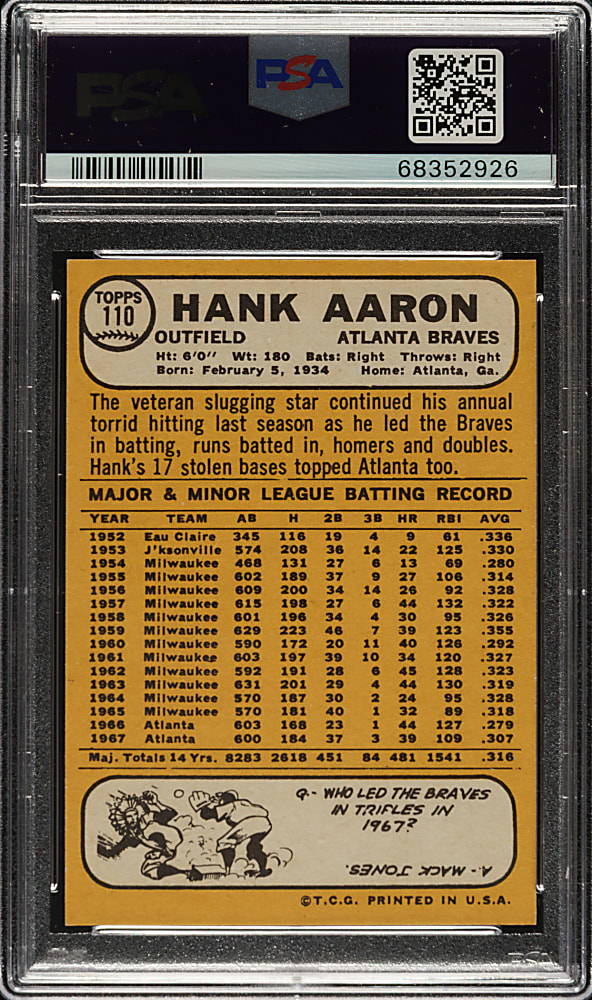 PSA
PSA
68352926
TOPPS
110
HANK AARON
OUTFIELD ATLANTA BRAVES
Ht: 6'0" Wt: 180 Bats: Right Throws: Right
Born: February 5, 1934 Home: Atlanta, Ga.
The veteran slugging star continued his annual
torrid hitting last season as he led the Braves
in batting, runs batted in, homers and doubles.
Hank's 17 stolen bases topped Atlanta too.
MAJOR & MINOR LEAGUE BATTING RECORD
YEAR TEAM AB H 2B 3B HR RBI AVG
1952 Eau Claire 345 116 19 4 9 61 .336
1953 J'ksonville 574 208 36 14 22 125 .330
1954 Milwaukee 468 131 27 6 13 69 .280
1955 Milwaukee 602 189 37 9 27 106 .314
1956 Milwaukee 609 200 34 14 26 92 .328
1957 Milwaukee 615 198 27 6 44 132 .322
1958 Milwaukee 601 196 34 4 30 95 .326
1959 Milwaukee 629 223 46 7 39 123 .355
1960 Milwaukee 590 172 20 11 40 126 .292
1961 Milwaukee 603 197 39 10 34 120 .327
1962 Milwaukee 592 191 28 6 45 128 .323
1963 Milwaukee 631 201 29 4 44 130 .319
1964 Milwaukee 570 187 30 2 24 95 .328
1965 Milwaukee 570 181 40 1 32 89 .318
1966 Atlanta 603 168 23 1 44 127 .279
1967 Atlanta 600 184 37 3 39 109 .307
Maj. Totals 14 Yrs. 8283 2618 451 84 481 1541 .316
Q- WHO LED THE BRAVES
IN TRIPLES IN
1967?
A- MACK JONES.
©T.C.G. PRINTED IN U.S.A.
PSA